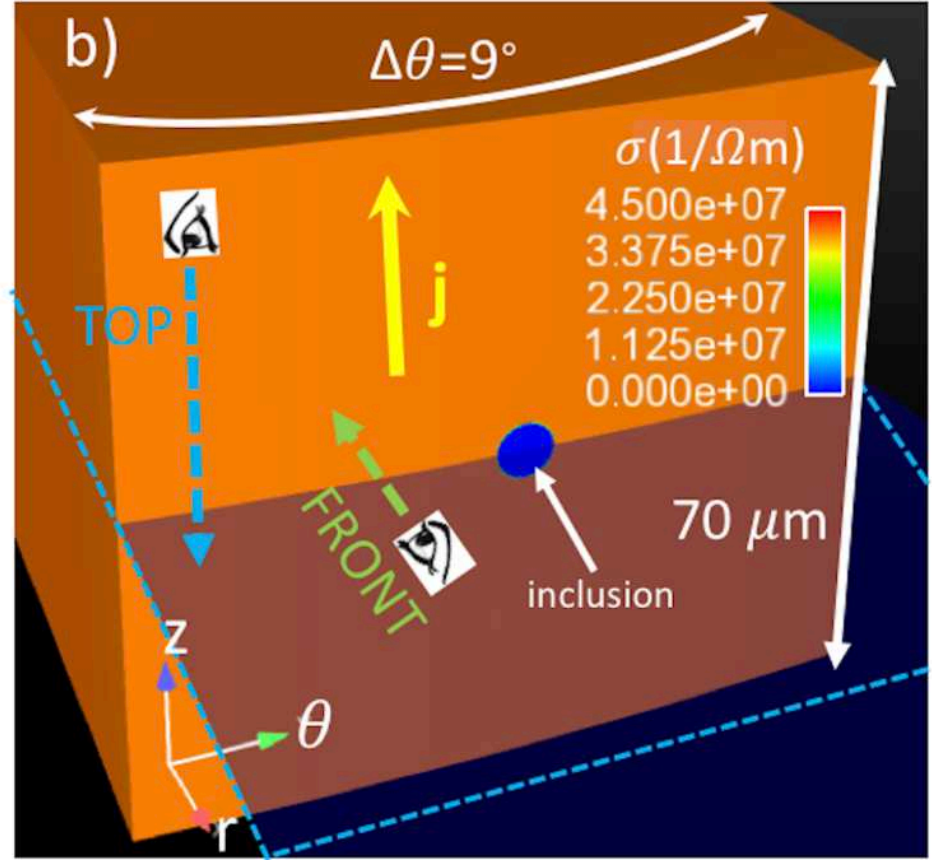 b)
Δθ=9°
σ(1/Ωm)
4.500e+07
3.375e+07
2.250e+07
1.125e+07
0.000e+00
j
TOP
FRONT
70 μm
inclusion
z
θ
r